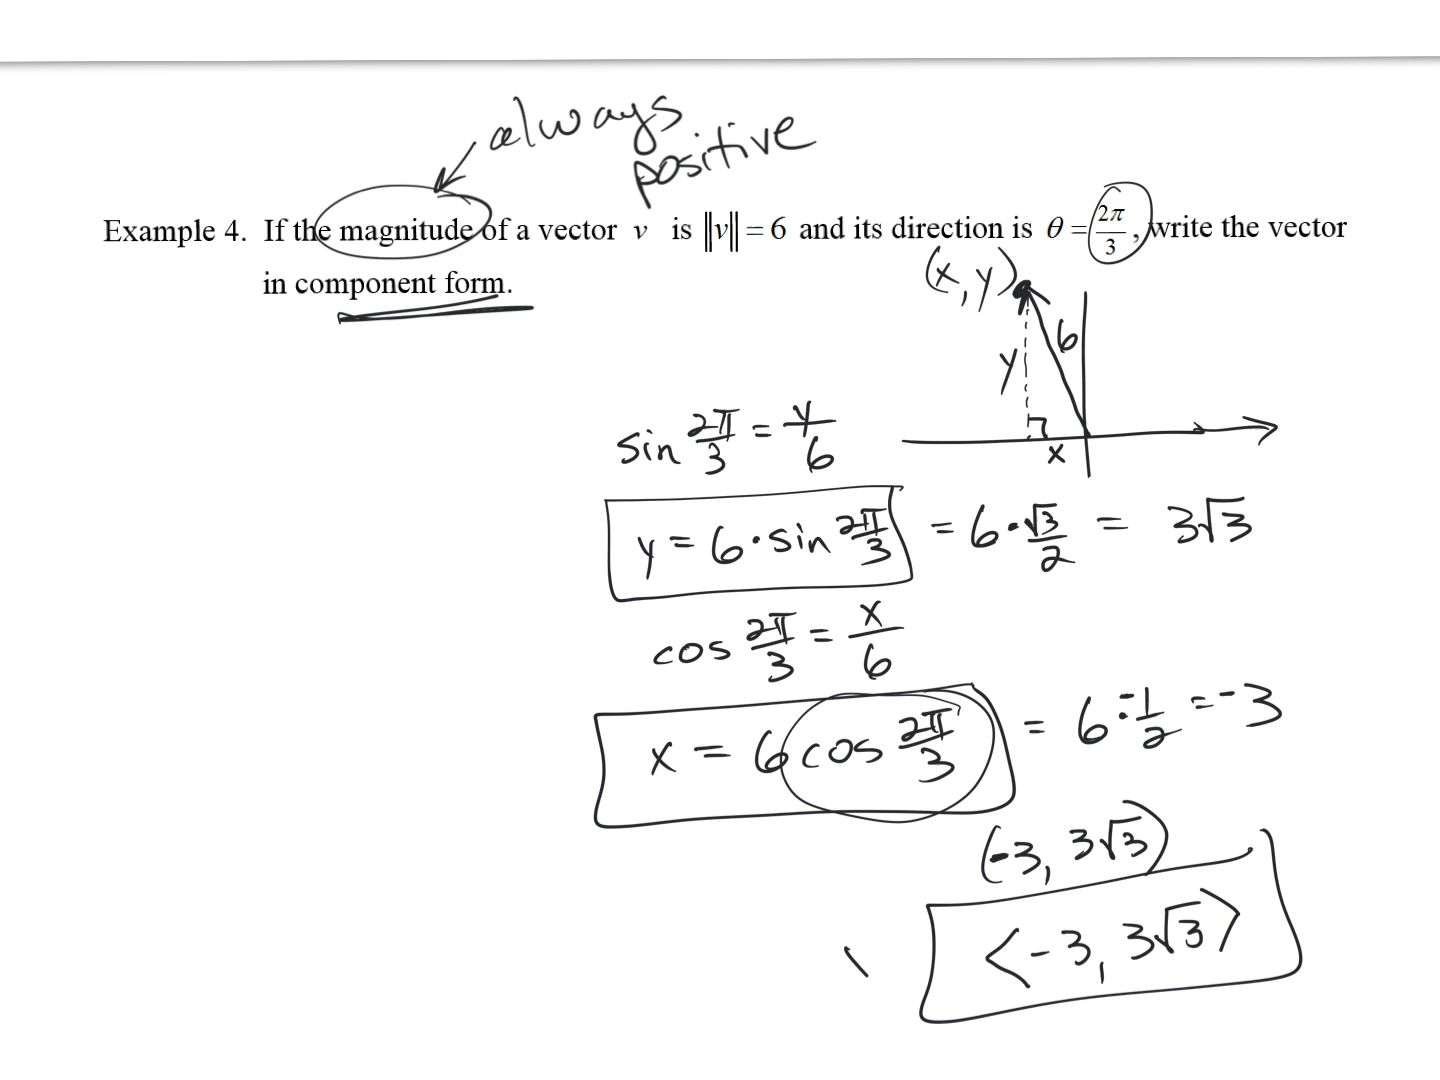 always
positive
Example 4. If the magnitude of a vector v is ||v|| = 6 and its direction is θ = 2π/3, write the vector
in component form.
(x, y)
6
y
x
sin 2π/3 = y/6
y = 6 · sin 2π/3 = 6 · √3/2 = 3√3
cos 2π/3 = x/6
x = 6 cos 2π/3 = 6 · -1/2 = -3
(-3, 3√3)
<-3, 3√3>